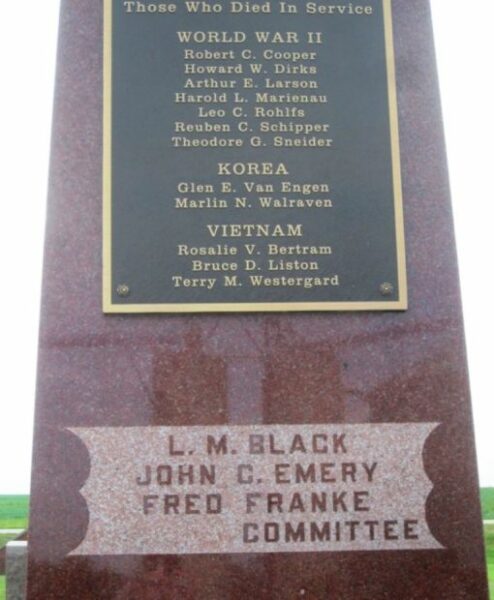 Those Who Died In Service
WORLD WAR II
Robert C. Cooper
Howard W. Dirks
Arthur E. Larson
Harold L. Marienau
Leo C. Rohlfs
Reuben C. Schipper
Theodore G. Sneider
KOREA
Glen E. Van Engen
Marlin N. Walraven
VIETNAM
Rosalie V. Bertram
Bruce D. Liston
Terry M. Westergard
L. M. BLACK
JOHN C. EMERY
FRED FRANKE
COMMITTEE